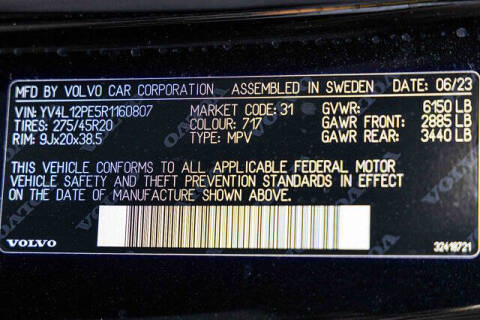 MFD BY VOLVO CAR CORPORATION ASSEMBLED IN SWEDEN DATE: 06/23
VIN: YV4L12PE5R1160807 MARKET CODE: 31 GVWR: 6150 LB
TIRES: 275/45R20 COLOUR: 717 GAWR FRONT: 2885 LB
RIM: 9Jx20x38.5 TYPE: MPV GAWR REAR: 3440 LB
THIS VEHICLE CONFORMS TO ALL APPLICABLE FEDERAL MOTOR
VEHICLE SAFETY AND THEFT PREVENTION STANDARDS IN EFFECT
ON THE DATE OF MANUFACTURE SHOWN ABOVE.
VOLVO 32418721